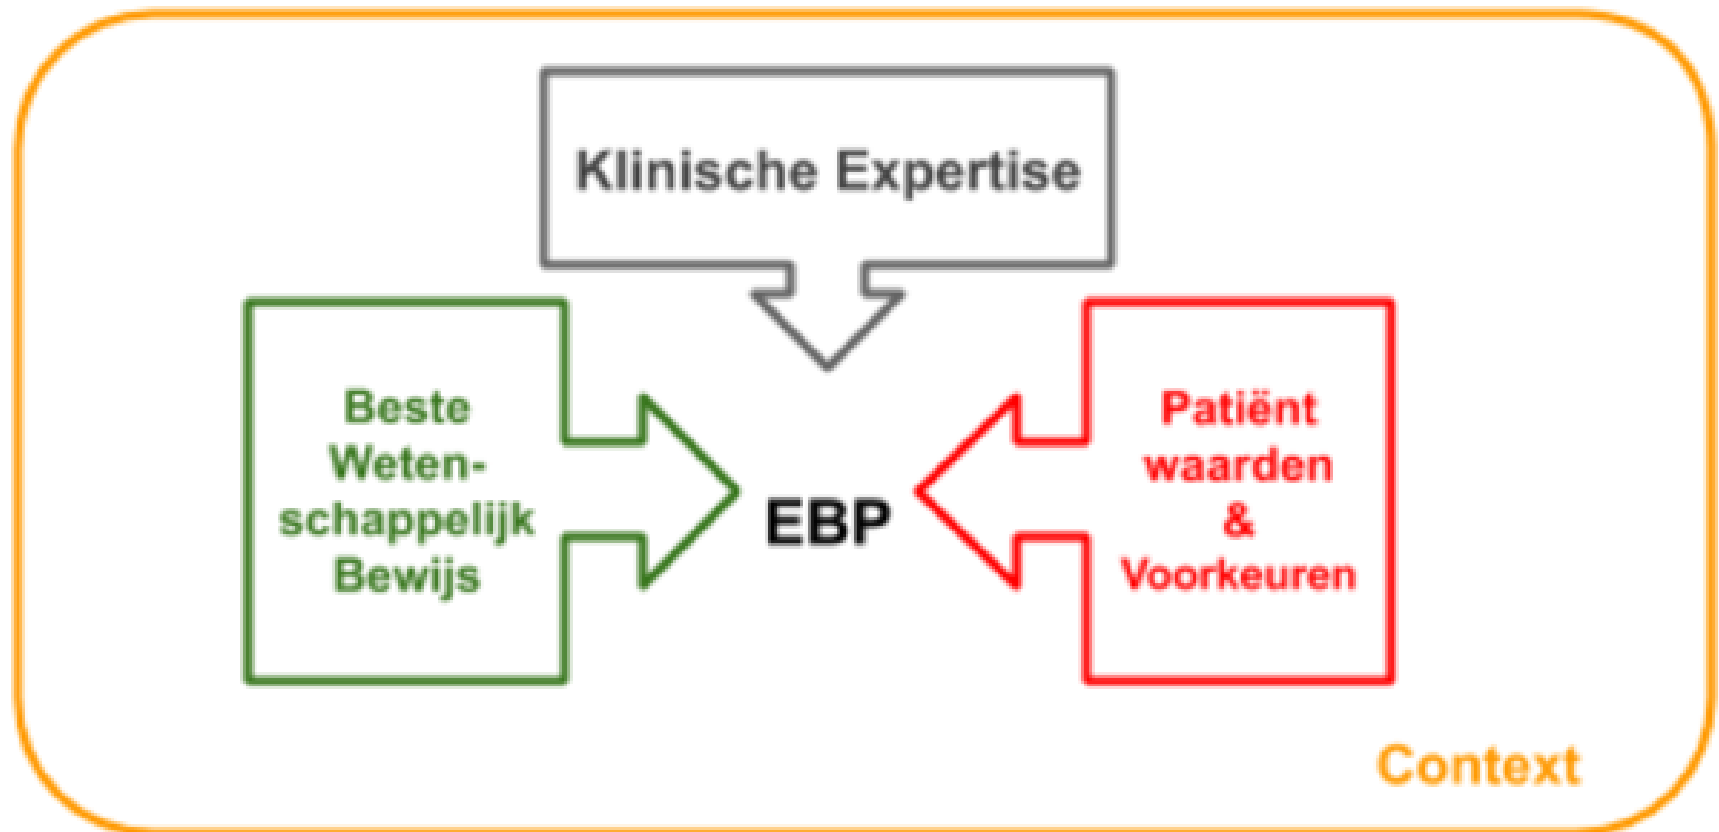 Klinische Expertise
Beste
Weten-
schappelijk
Bewijs
EBP
Patiënt
waarden
&
Voorkeuren
Context